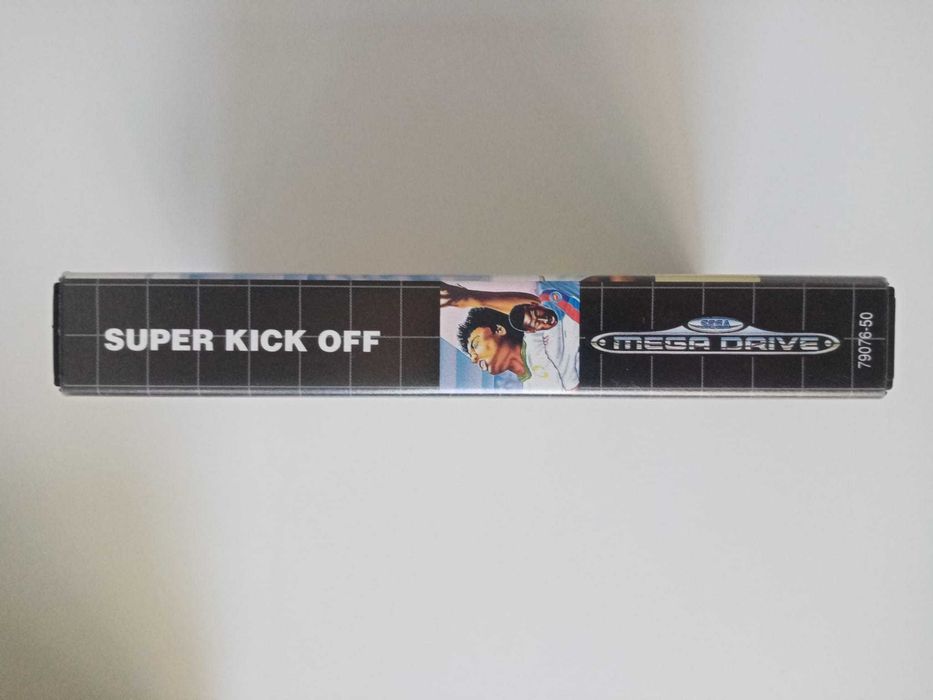 SUPER KICK OFF
SEGA
MEGA DRIVE
79076-50